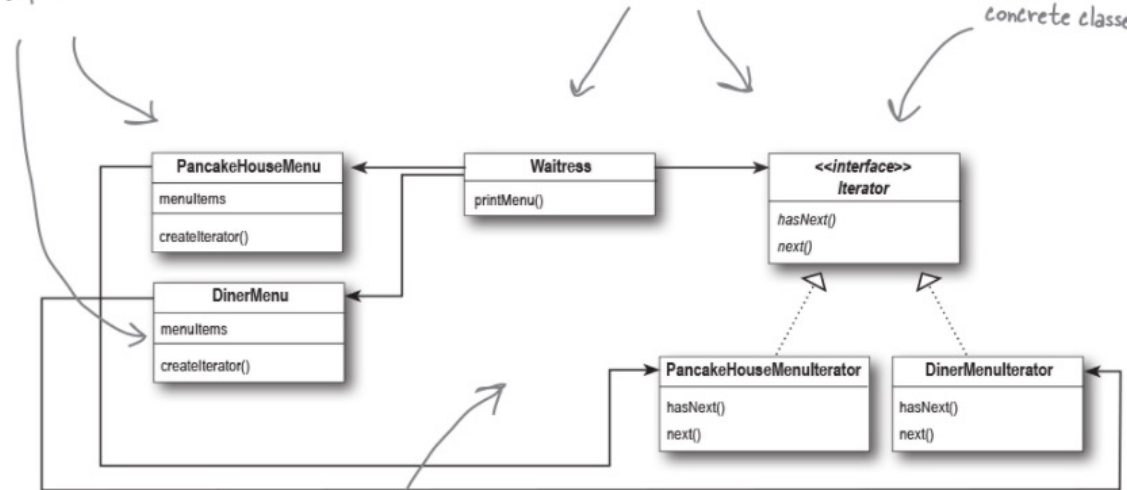 concrete classe
PancakeHouseMenu
menuItems
createIterator()
Waitress
printMenu()
<<interface>>
Iterator
hasNext()
next()
DinerMenu
menuItems
createIterator()
PancakeHouseMenuIterator
hasNext()
next()
DinerMenuIterator
hasNext()
next()